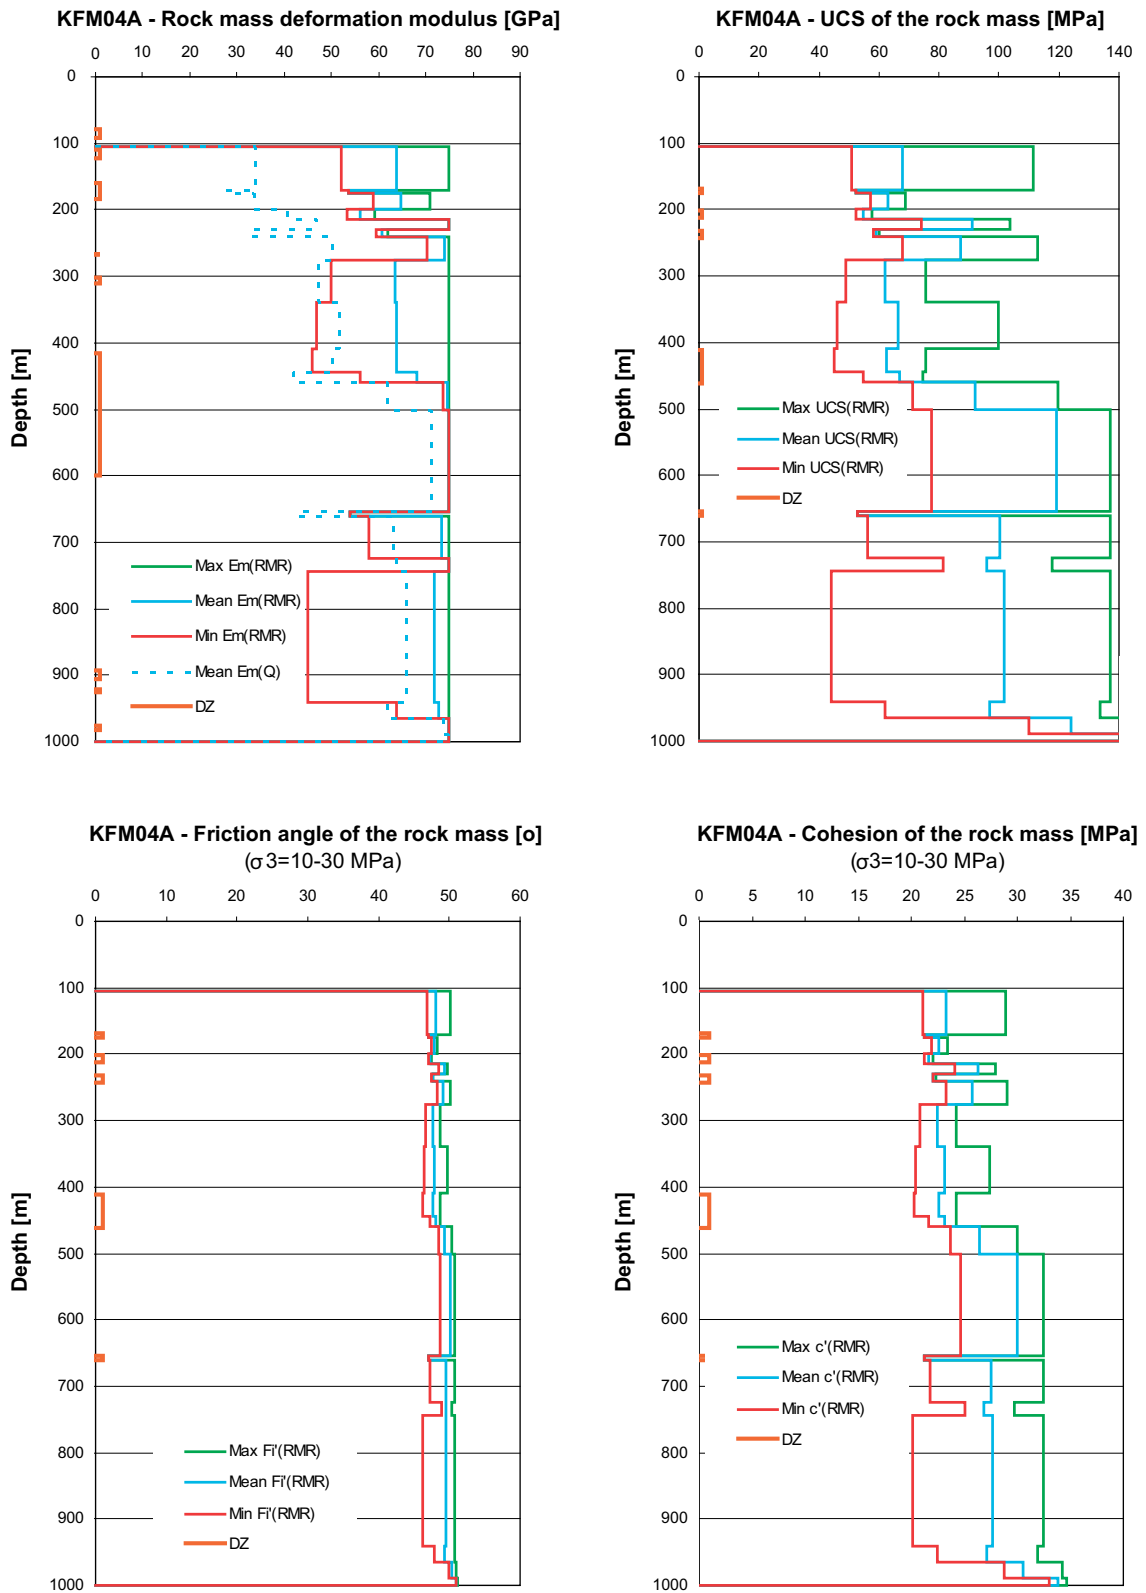 KFM04A - Rock mass deformation modulus [GPa]
0 10 20 30 40 50 60 70 80 90
0
100
200
300
400
500
600
700
800
900
1000
Depth [m]
Max Em(RMR)
Mean Em(RMR)
Min Em(RMR)
Mean Em(Q)
DZ
KFM04A - UCS of the rock mass [MPa]
0 20 40 60 80 100 120 140
0
100
200
300
400
500
600
700
800
900
1000
Depth [m]
Max UCS(RMR)
Mean UCS(RMR)
Min UCS(RMR)
DZ
KFM04A - Friction angle of the rock mass [o]
(σ3=10-30 MPa)
0 10 20 30 40 50 60
0
100
200
300
400
500
600
700
800
900
1000
Depth [m]
Max Fi'(RMR)
Mean Fi'(RMR)
Min Fi'(RMR)
DZ
KFM04A - Cohesion of the rock mass [MPa]
(σ3=10-30 MPa)
0 5 10 15 20 25 30 35 40
0
100
200
300
400
500
600
700
800
900
1000
Depth [m]
Max c'(RMR)
Mean c'(RMR)
Min c'(RMR)
DZ